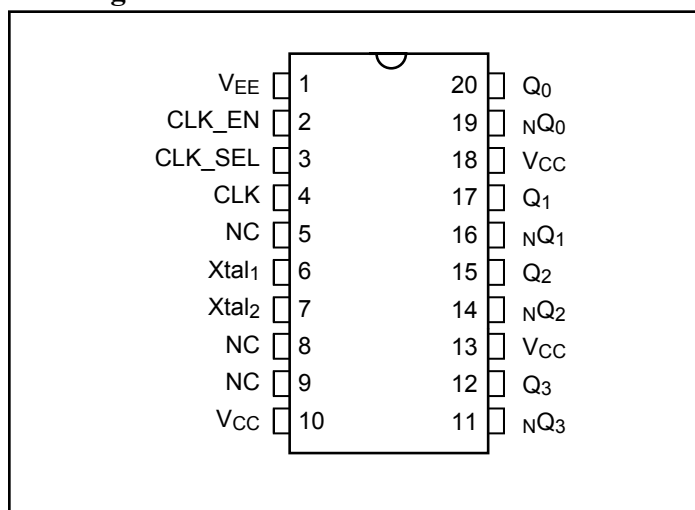 VEE 1 20 Q0
CLK_EN 2 19 NQ0
CLK_SEL 3 18 VCC
CLK 4 17 Q1
NC 5 16 NQ1
Xtal1 6 15 Q2
Xtal2 7 14 NQ2
NC 8 13 VCC
NC 9 12 Q3
VCC 10 11 NQ3